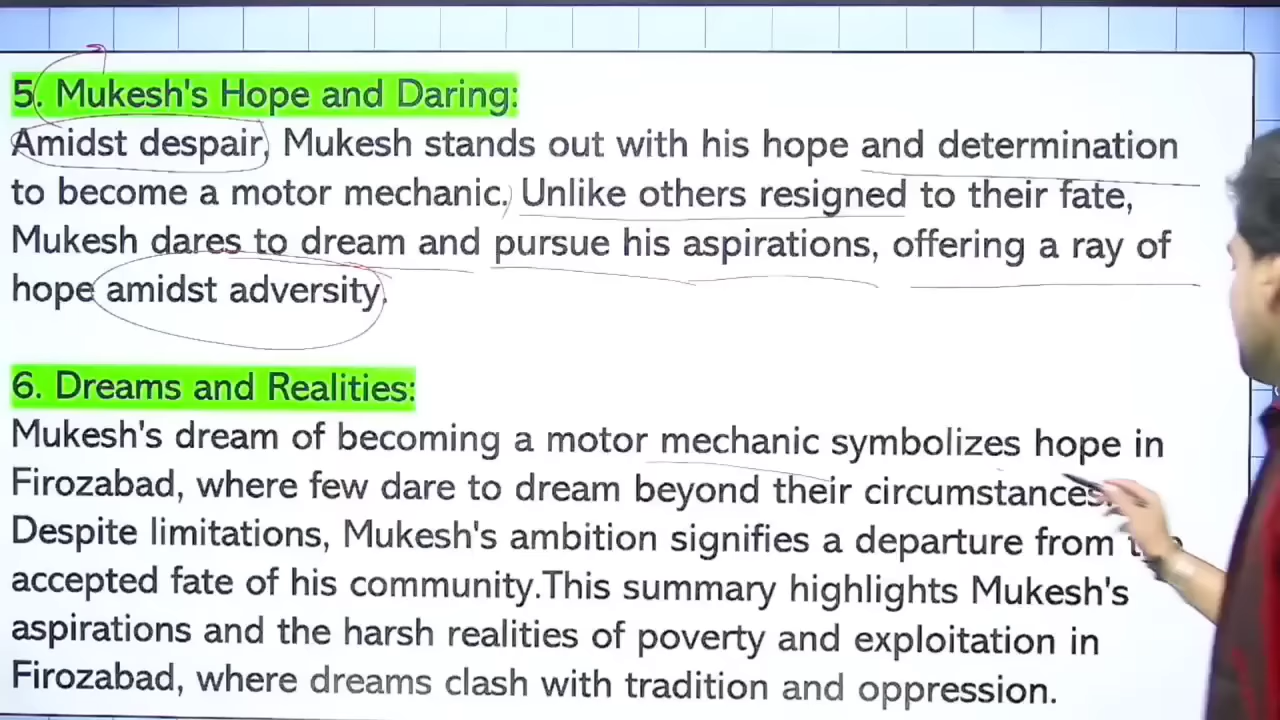 5. Mukesh's Hope and Daring:
Amidst despair, Mukesh stands out with his hope and determination
to become a motor mechanic. Unlike others resigned to their fate,
Mukesh dares to dream and pursue his aspirations, offering a ray of
hope amidst adversity.
6. Dreams and Realities:
Mukesh's dream of becoming a motor mechanic symbolizes hope in
Firozabad, where few dare to dream beyond their circumstances.
Despite limitations, Mukesh's ambition signifies a departure from
accepted fate of his community.This summary highlights Mukesh's
aspirations and the harsh realities of poverty and exploitation in
Firozabad, where dreams clash with tradition and oppression.